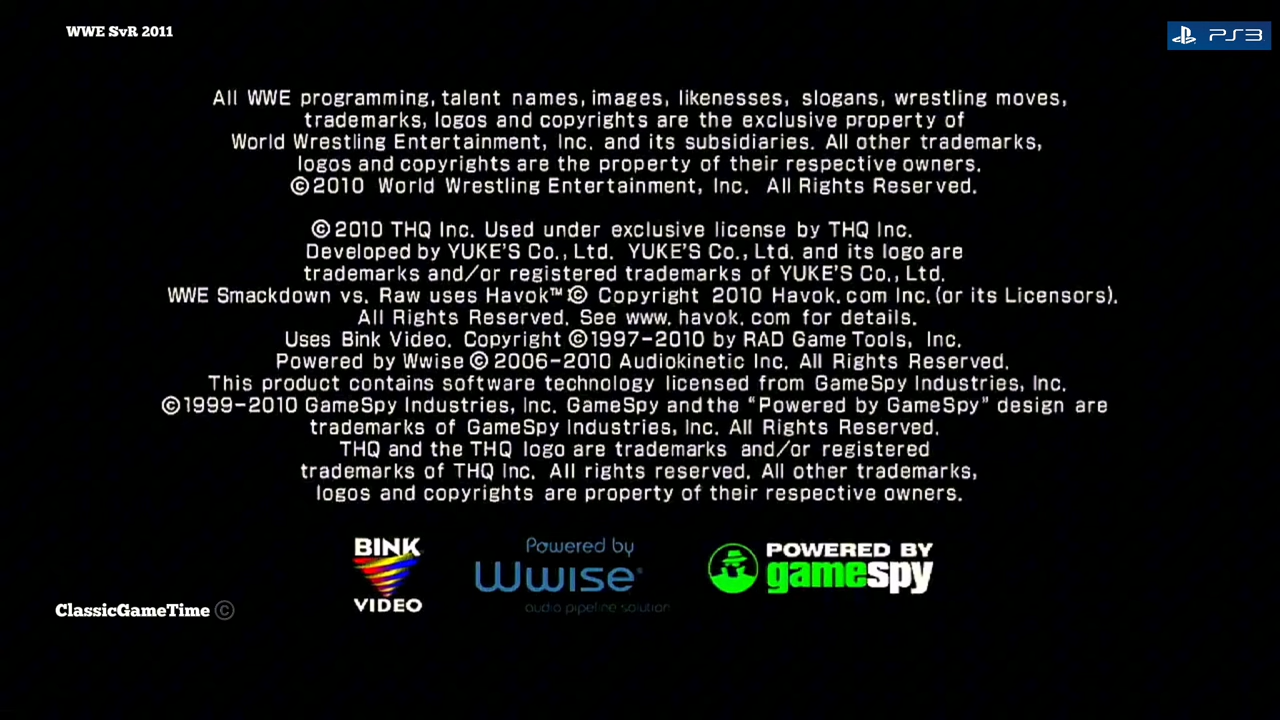 WWE SvR 2011
PS3
All WWE programming, talent names, images, likenesses, slogans, wrestling moves,
trademarks, logos and copyrights are the exclusive property of
World Wrestling Entertainment, Inc. and its subsidiaries. All other trademarks,
logos and copyrights are the property of their respective owners.
©2010 World Wrestling Entertainment, Inc. All Rights Reserved.
©2010 THQ Inc. Used under exclusive license by THQ Inc.
Developed by YUKE'S Co., Ltd. YUKE'S Co., Ltd. and its logo are
trademarks and/or registered trademarks of YUKE'S Co., Ltd.
WWE Smackdown vs. Raw uses Havok™:© Copyright 2010 Havok.com Inc.(or its Licensors).
All Rights Reserved. See www.havok.com for details.
Uses Bink Video. Copyright ©1997-2010 by RAD Game Tools, Inc.
Powered by Wwise ©2006-2010 Audiokinetic Inc. All Rights Reserved.
This product contains software technology licensed from GameSpy Industries, Inc.
©1999-2010 GameSpy Industries, Inc. GameSpy and the "Powered by GameSpy" design are
trademarks of GameSpy Industries, Inc. All Rights Reserved.
THQ and the THQ logo are trademarks and/or registered
trademarks of THQ Inc. All rights reserved. All other trademarks,
logos and copyrights are property of their respective owners.
BINK
VIDEO
Powered by
Wwise®
audio pipeline solution
POWERED BY
gamespy
ClassicGameTime ©